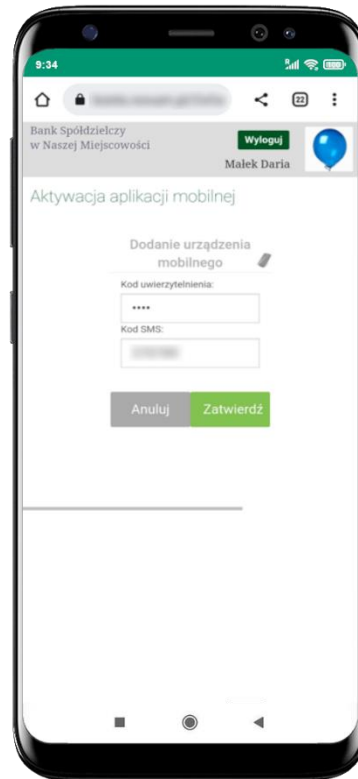 9:34
22
Bank Spółdzielczy
w Naszej Miejscowości
Wyloguj
Małek Daria
Aktywacja aplikacji mobilnej
Dodanie urządzenia
mobilnego
Kod uwierzytelnienia:
••••
Kod SMS:
Anuluj
Zatwierdź